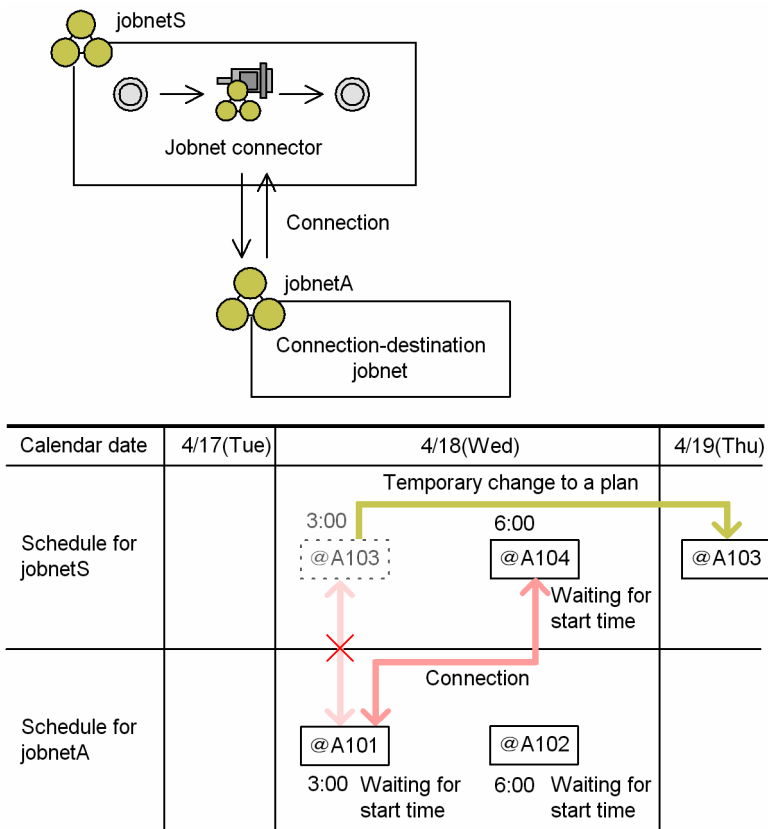 jobnetS
Jobnet connector
Connection
jobnetA
Connection-destination
jobnet
Calendar date
4/17(Tue)
4/18(Wed)
4/19(Thu)
Temporary change to a plan
3:00
6:00
Schedule for
jobnetS
@A103
@A104
@A103
Waiting for
start time
Connection
Schedule for
jobnetA
@A101
@A102
3:00 Waiting for
start time
6:00 Waiting for
start time